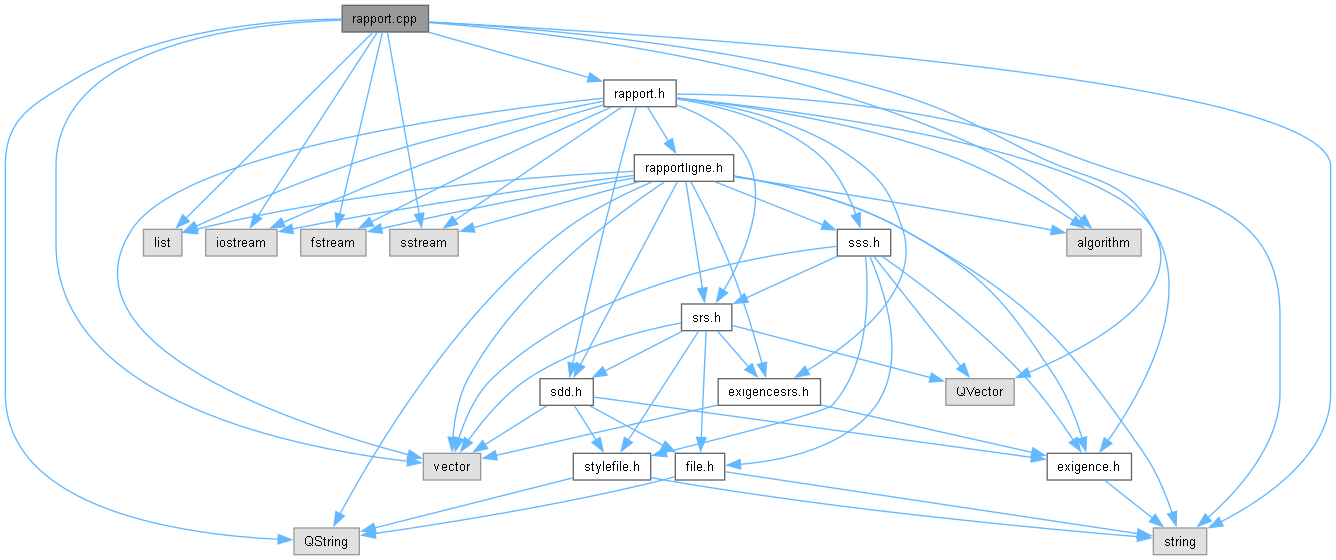 rapport.cpp
rapport.h
rapportligne.h
list
iostream
fstream
sstream
sss.h
algorithm
srs.h
sdd.h
exigencesrs.h
QVector
vector
stylefile.h
file.h
exigence.h
QString
string